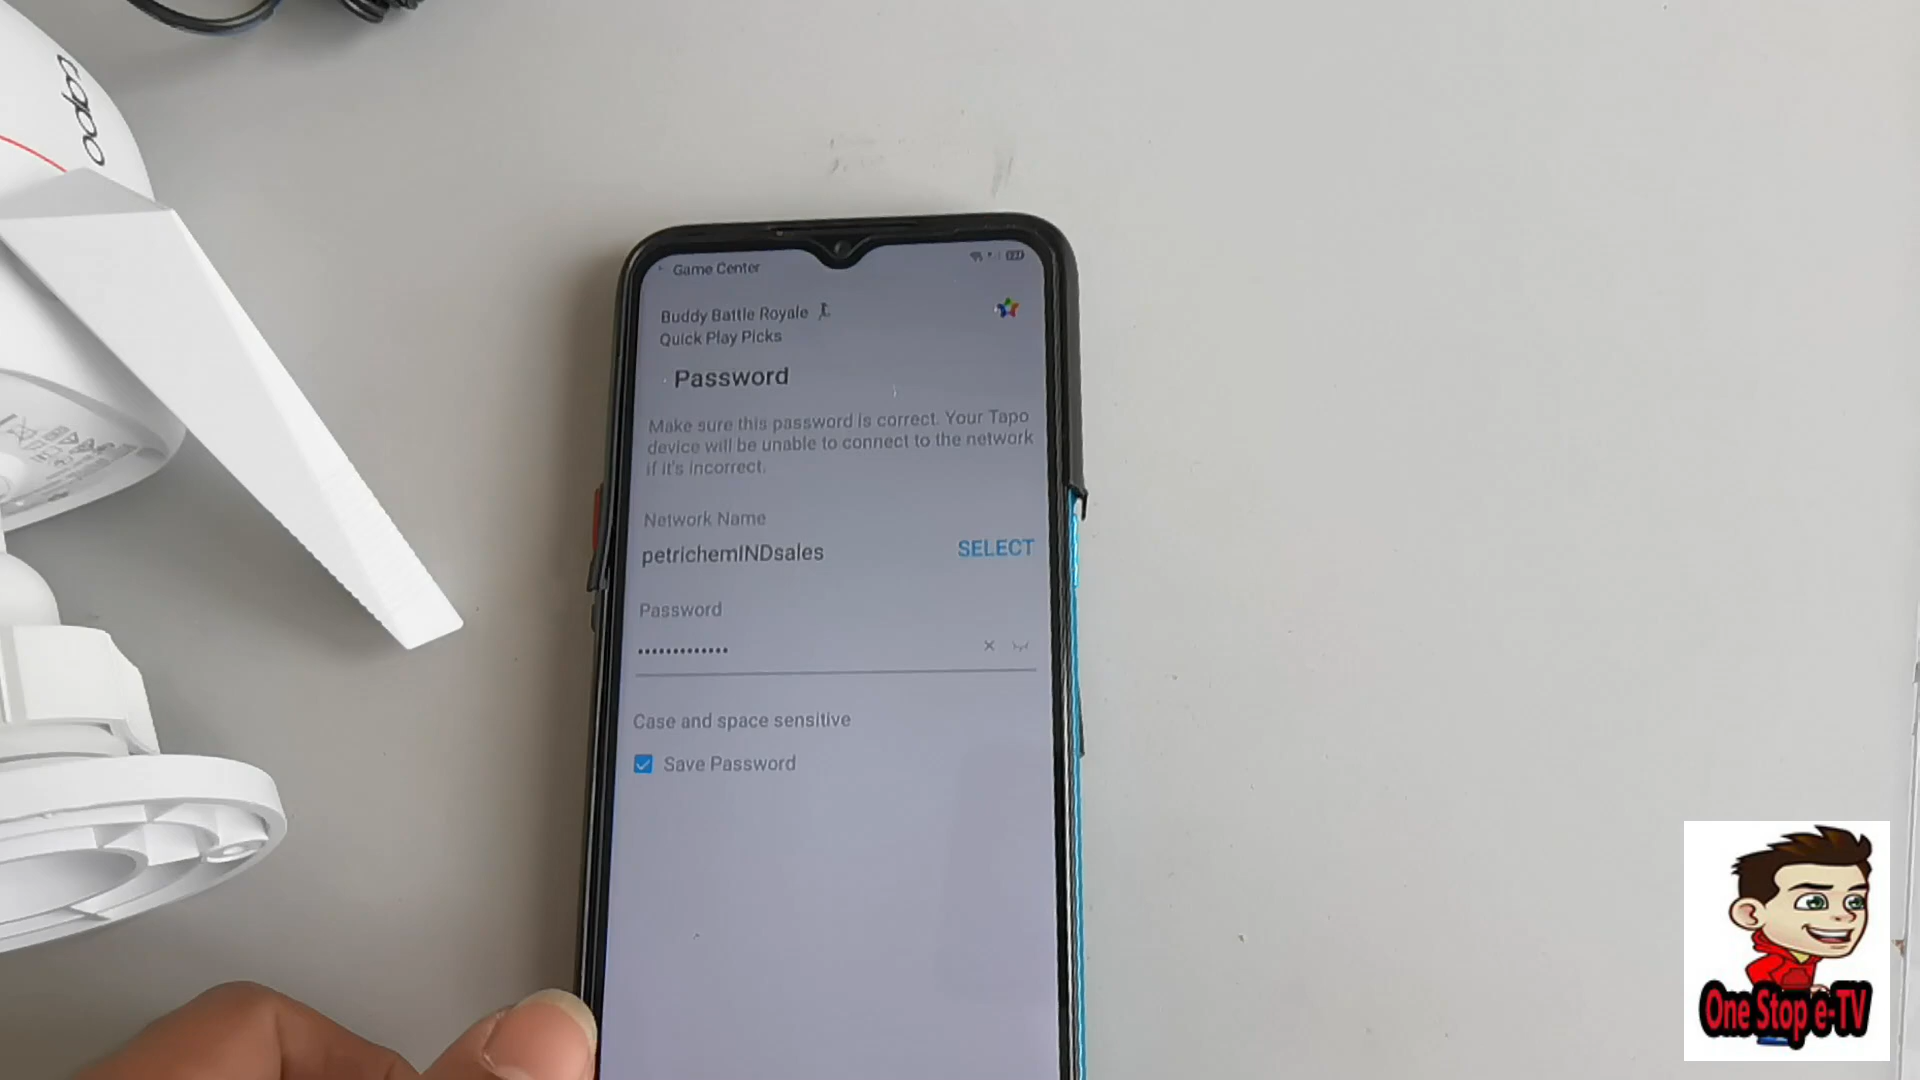 tapo
Game Center
Buddy Battle Royale
Quick Play Picks
Password
Make sure this password is correct. Your Tapo
device will be unable to connect to the network
if it's incorrect.
Network Name
petrichemINDsales
SELECT
Password
•••••••••••••
Case and space sensitive
Save Password
One Stop e-TV